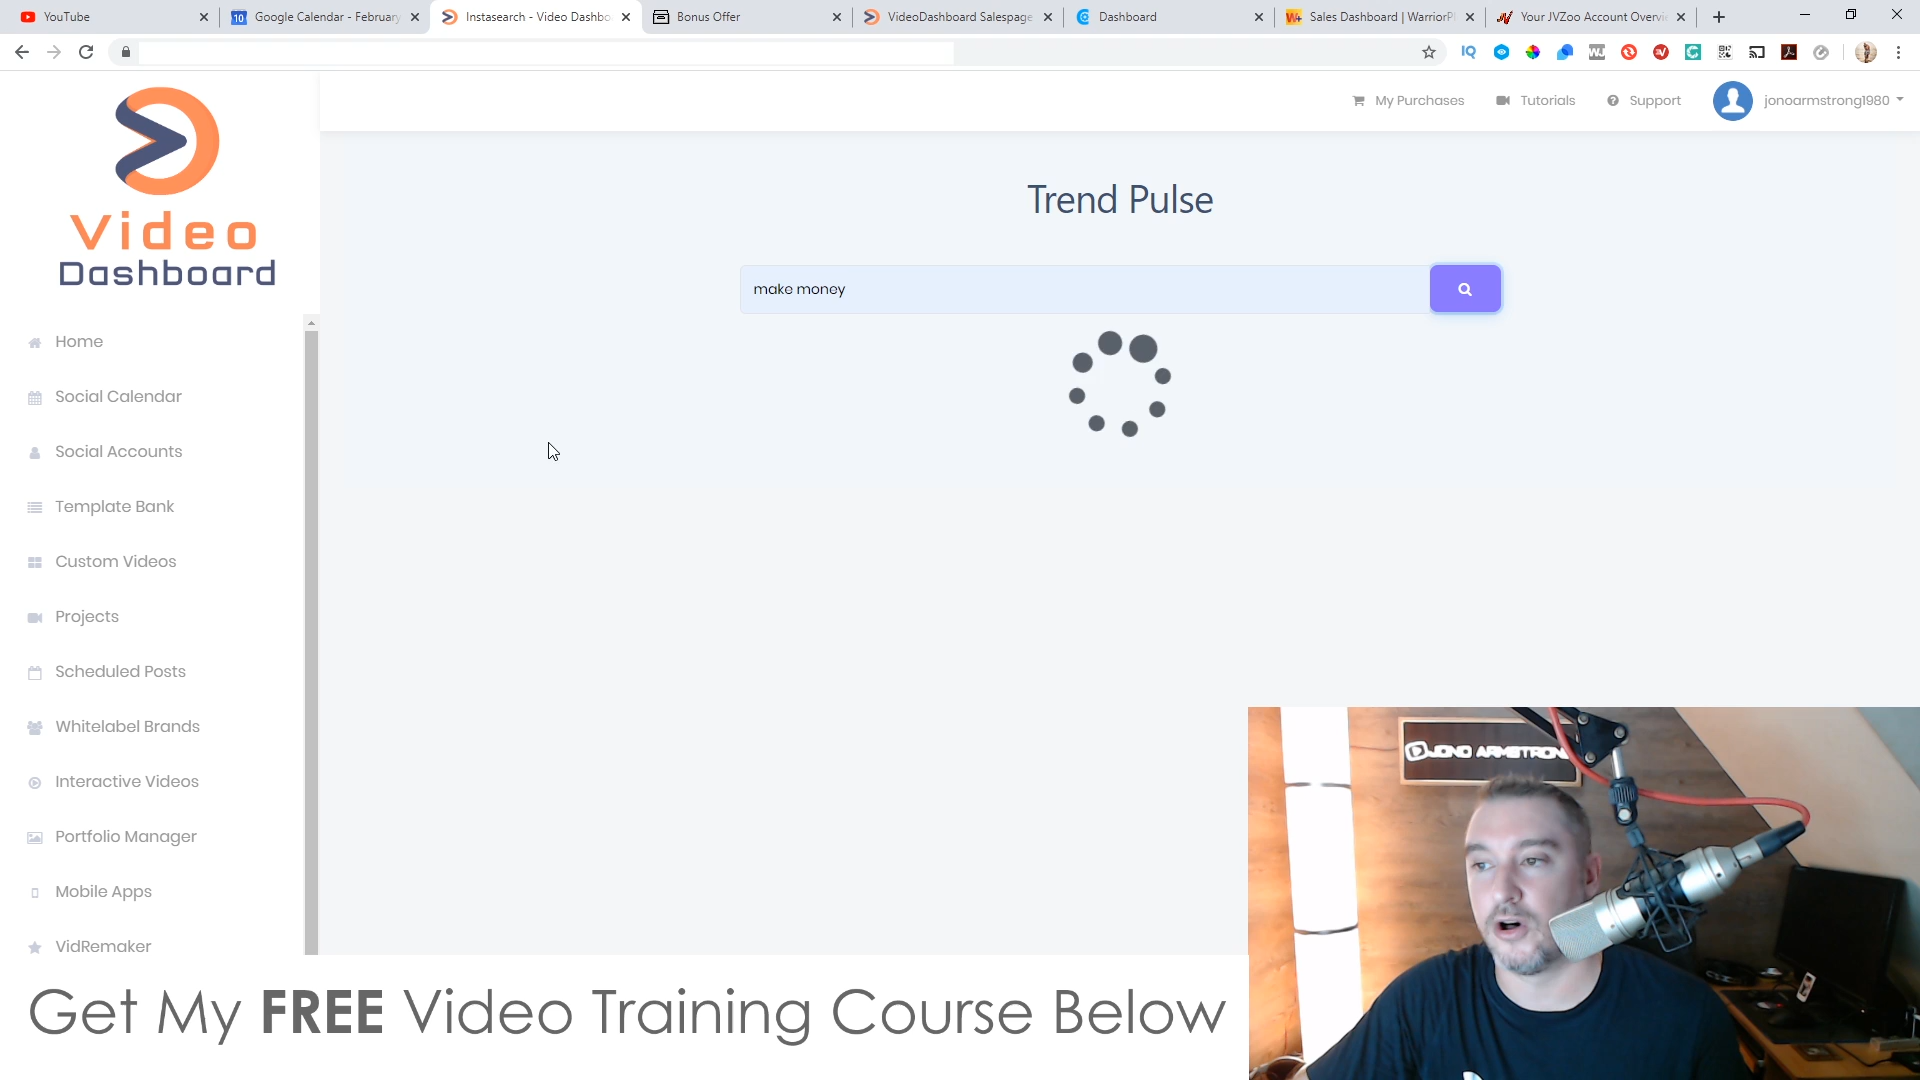 YouTube
Google Calendar - February
Instasearch - Video Dashbo
Bonus Offer
VideoDashboard Salespage
Dashboard
Sales Dashboard | WarriorP
Your JVZoo Account Overvi
My Purchases
Tutorials
Support
jonoarmstrong1980
Video
Dashboard
Trend Pulse
make money
Home
Social Calendar
Social Accounts
Template Bank
Custom Videos
Projects
Scheduled Posts
Whitelabel Brands
Interactive Videos
Portfolio Manager
Mobile Apps
VidRemaker
JONO ARMSTRON
Get My FREE Video Training Course Below